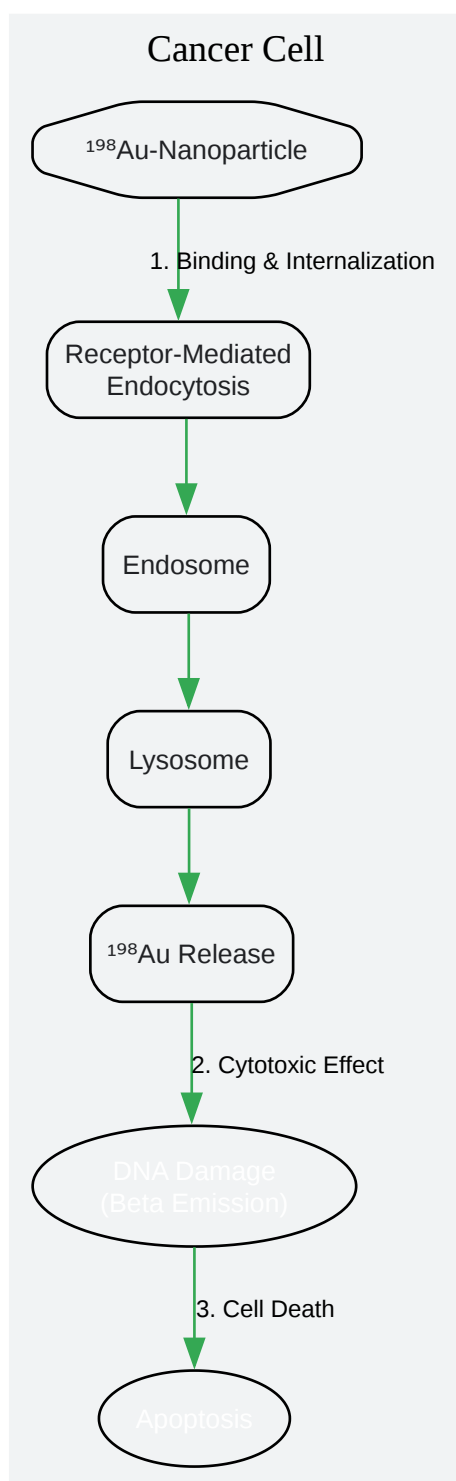 Cancer Cell
¹⁹⁸Au-Nanoparticle
1. Binding & Internalization
Receptor-Mediated
Endocytosis
Endosome
Lysosome
¹⁹⁸Au Release
2. Cytotoxic Effect
DNA Damage
(Beta Emission)
3. Cell Death
Apoptosis